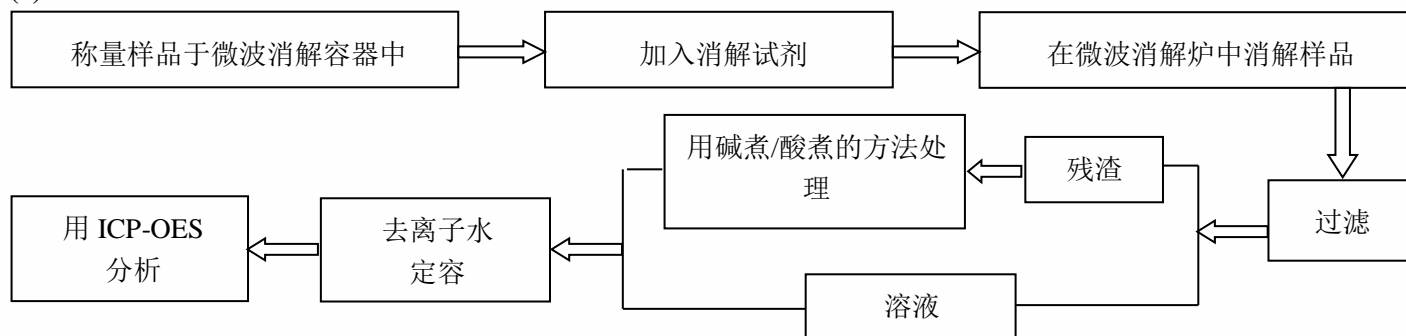 称量样品于微波消解容器中
加入消解试剂
在微波消解炉中消解样品
过滤
残渣
用碱煮/酸煮的方法处
理
溶液
去离子水
定容
用 ICP-OES
分析